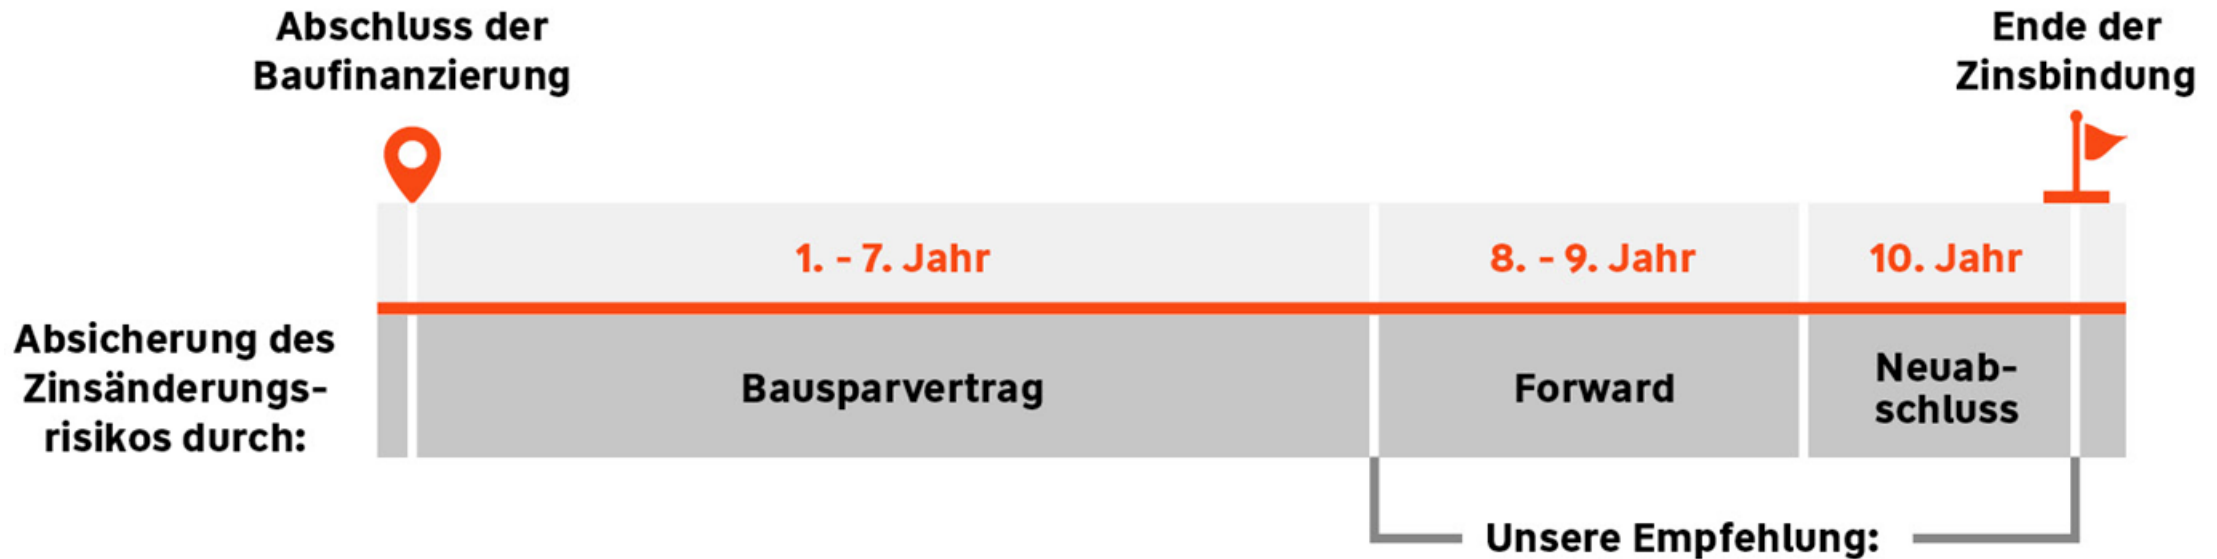 Abschluss der
Baufinanzierung
Ende der
Zinsbindung
1. - 7. Jahr
8. - 9. Jahr
10. Jahr
Absicherung des
Zinsänderungs-
risikos durch:
Bausparvertrag
Forward
Neuab-
schluss
Unsere Empfehlung: